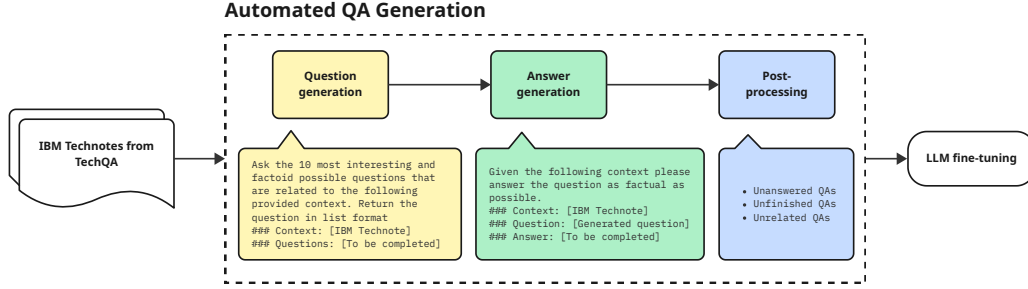 Automated QA Generation
IBM Technotes from
TechQA
Question
generation
Answer
generation
Post-
processing
Ask the 10 most interesting and
factoid possible questions that
are related to the following
provided context. Return the
question in list format
### Context: [IBM Technote]
### Questions: [To be completed]
Given the following context please
answer the question as factual as
possible.
### Context: [IBM Technote]
### Question: [Generated question]
### Answer: [To be completed]
• Unanswered QAs
• Unfinished QAs
• Unrelated QAs
LLM fine-tuning